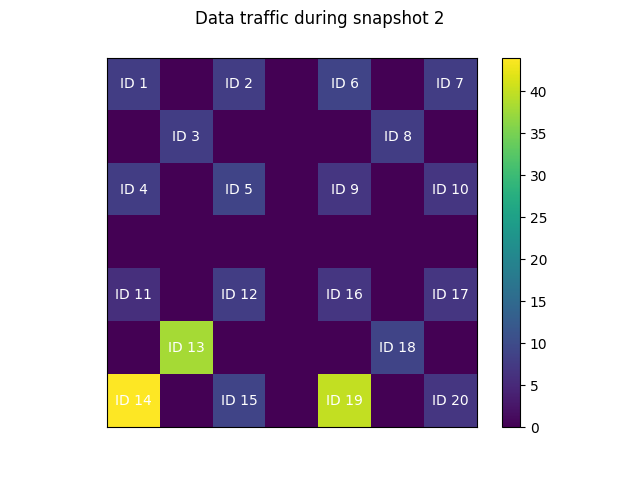 Data traffic during snapshot 2
ID 1 ID 2 ID 6 ID 7
ID 3 ID 8
ID 4 ID 5 ID 9 ID 10
ID 11 ID 12 ID 16 ID 17
ID 13 ID 18
ID 14 ID 15 ID 19 ID 20
40
35
30
25
20
15
10
5
0